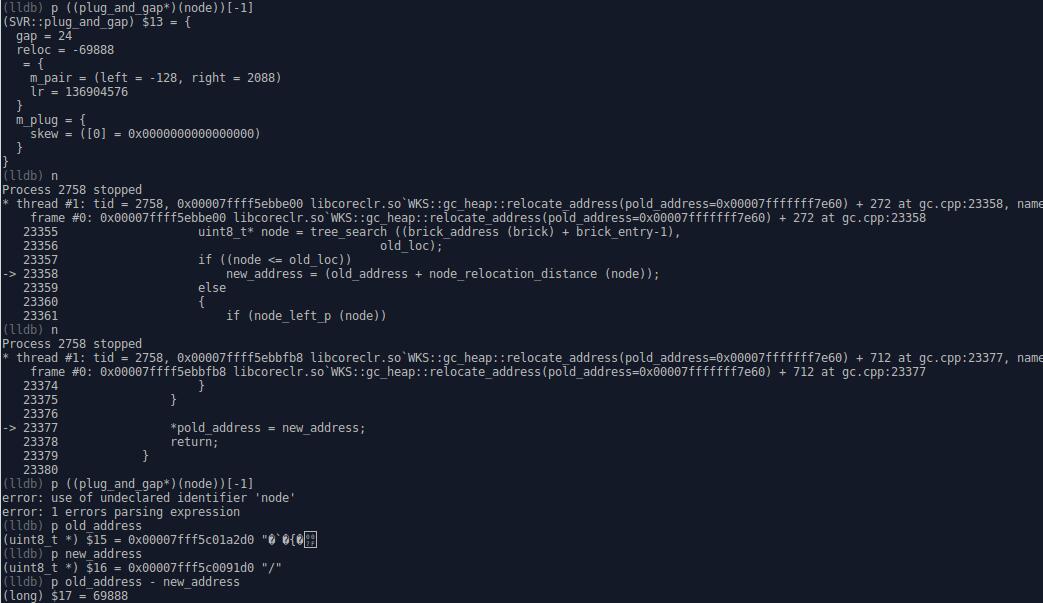 (lldb) p ((plug_and_gap*)(node))[-1]
(SVR::plug_and_gap) $13 = {
  gap = 24
  reloc = -69888
   = {
    m_pair = (left = -128, right = 2088)
    lr = 136904576
  }
  m_plug = {
    skew = ([0] = 0x0000000000000000)
  }
}
(lldb) n
Process 2758 stopped
* thread #1: tid = 2758, 0x00007ffff5ebbe00 libcoreclr.so`WKS::gc_heap::relocate_address(pold_address=0x00007fffffff7e60) + 272 at gc.cpp:23358, name
    frame #0: 0x00007ffff5ebbe00 libcoreclr.so`WKS::gc_heap::relocate_address(pold_address=0x00007fffffff7e60) + 272 at gc.cpp:23358
   23355                    uint8_t* node = tree_search ((brick_address (brick) + brick_entry-1),
   23356                                              old_loc);
   23357                    if ((node <= old_loc))
-> 23358                        new_address = (old_address + node_relocation_distance (node));
   23359                    else
   23360                    {
   23361                        if (node_left_p (node))
(lldb) n
Process 2758 stopped
* thread #1: tid = 2758, 0x00007ffff5ebbfb8 libcoreclr.so`WKS::gc_heap::relocate_address(pold_address=0x00007fffffff7e60) + 712 at gc.cpp:23377, name
    frame #0: 0x00007ffff5ebbfb8 libcoreclr.so`WKS::gc_heap::relocate_address(pold_address=0x00007fffffff7e60) + 712 at gc.cpp:23377
   23374                    }
   23375                }
   23376
-> 23377                *pold_address = new_address;
   23378                return;
   23379            }
   23380
(lldb) p ((plug_and_gap*)(node))[-1]
error: use of undeclared identifier 'node'
error: 1 errors parsing expression
(lldb) p old_address
(uint8_t *) $15 = 0x00007fff5c01a2d0 "�`�{�
(lldb) p new_address
(uint8_t *) $16 = 0x00007fff5c0091d0 "/"
(lldb) p old_address - new_address
(long) $17 = 69888